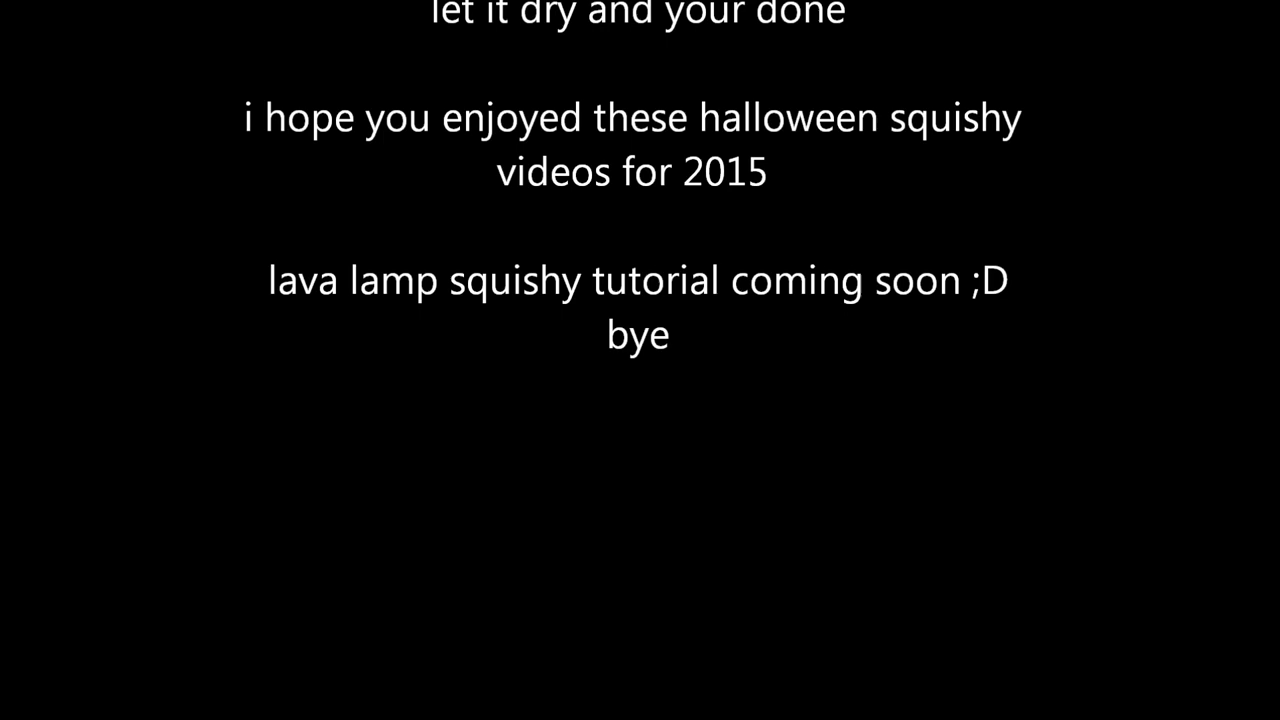 let it dry and your done
i hope you enjoyed these halloween squishy
videos for 2015
lava lamp squishy tutorial coming soon ;D
bye